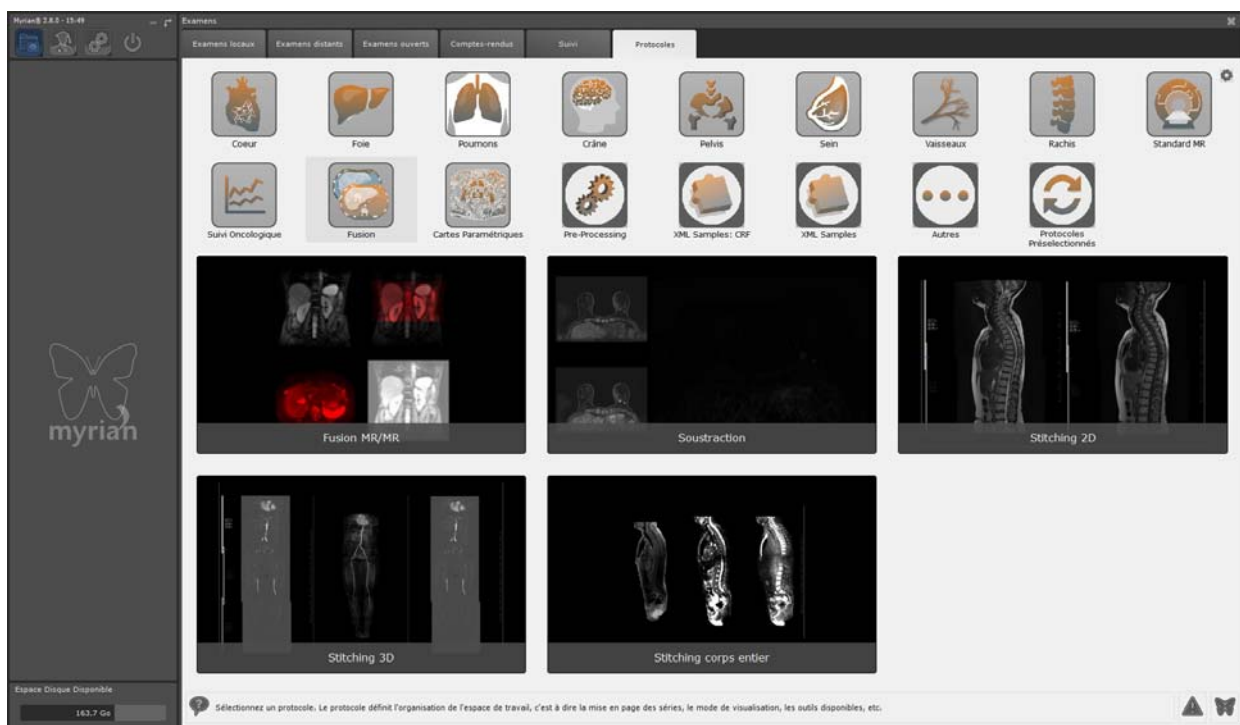 Myrian® 2.8.0 - 15:49
Examens
Examens locaux Examens distants Examens ouverts Comptes-rendus Suivi Protocoles
Coeur Foie Poumons Crâne Pelvis Sein Vaisseaux Rachis Standard MR
Suivi Oncologique Fusion Cartes Paramétriques Pre-Processing XML Samples: CRF XML Samples Autres Protocoles
Préselectionnés
Fusion MR/MR Soustraction Stitching 2D
myrian
Stitching 3D Stitching corps entier
Espace Disque Disponible
163.7 Go
Sélectionnez un protocole. Le protocole définit l'organisation de l'espace de travail, c'est à dire la mise en page des séries, le mode de visualisation, les outils disponibles, etc.